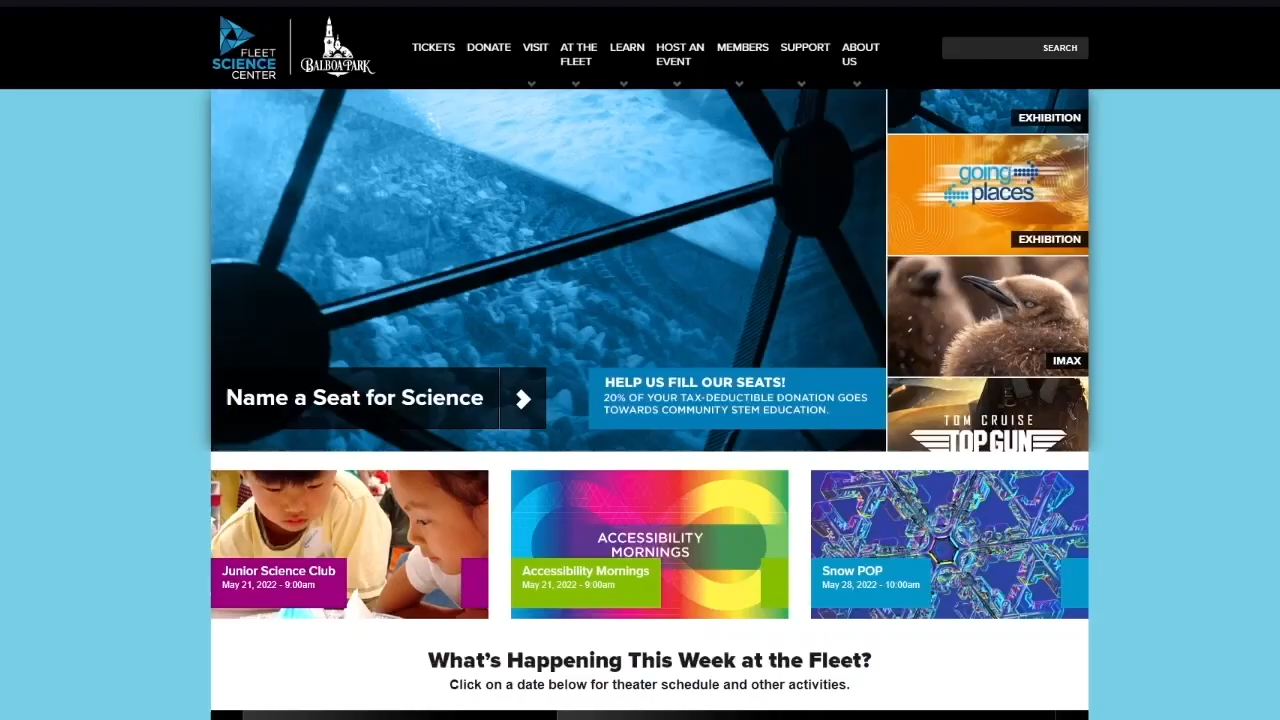 FLEET
SCIENCE
CENTER
BALBOA PARK
TICKETS
DONATE
VISIT
AT THE
FLEET
LEARN
HOST AN
EVENT
MEMBERS
SUPPORT
ABOUT
US
SEARCH
EXHIBITION
going
places
EXHIBITION
IMAX
TOM CRUISE
TOP GUN
Name a Seat for Science
HELP US FILL OUR SEATS!
20% OF YOUR TAX-DEDUCTIBLE DONATION GOES
TOWARDS COMMUNITY STEM EDUCATION.
Junior Science Club
May 21, 2022 - 9:00am
ACCESSIBILITY
MORNINGS
Accessibility Mornings
May 21, 2022 - 9:00am
Snow POP
May 28, 2022 - 10:00am
What's Happening This Week at the Fleet?
Click on a date below for theater schedule and other activities.